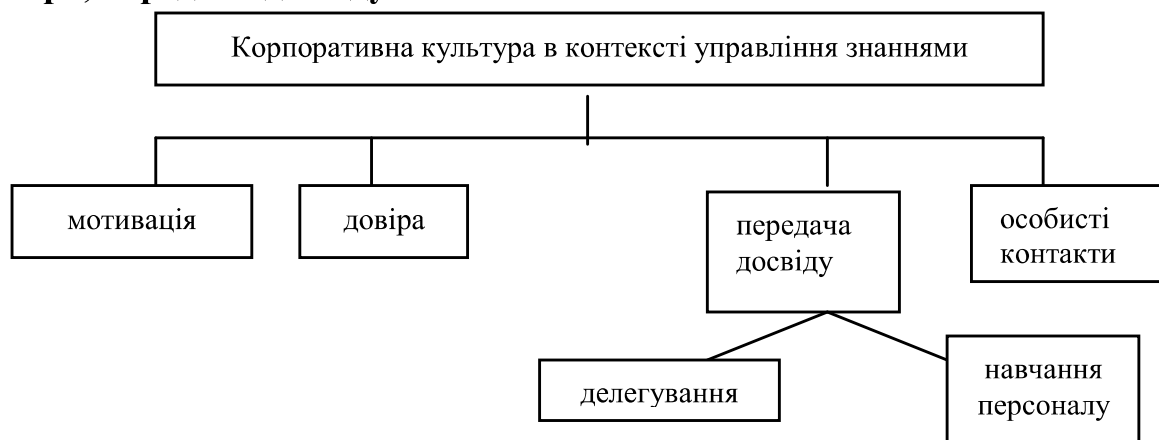 Корпоративна культура в контексті управління знаннями
мотивація
довіра
передача
досвіду
особисті
контакти
делегування
навчання
персоналу